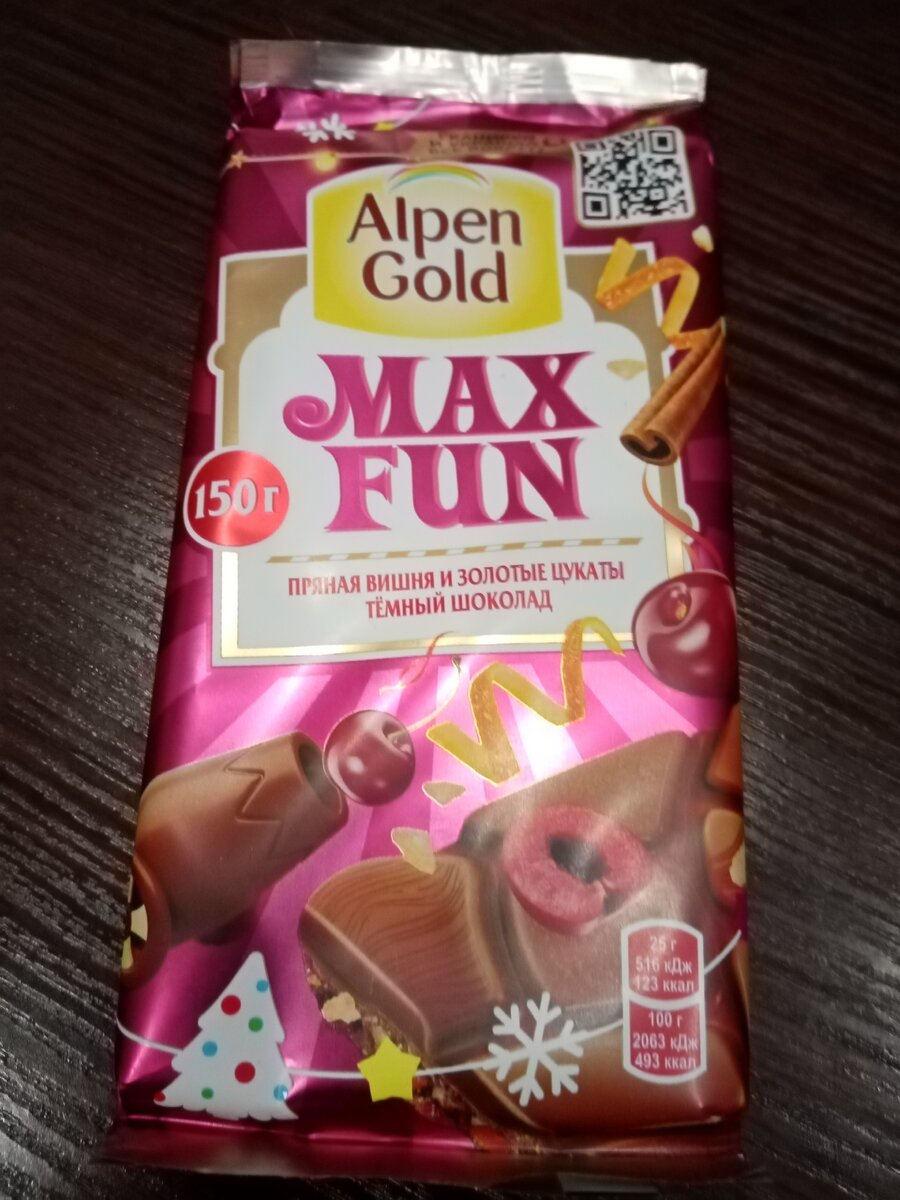 Alpen
Gold
MAX
FUN
150 г
ПРЯНАЯ ВИШНЯ И ЗОЛОТЫЕ ЦУКАТЫ
ТЁМНЫЙ ШОКОЛАД
25 г
516 кДж
123 ккал
100 г
2063 кДж
493 ккал